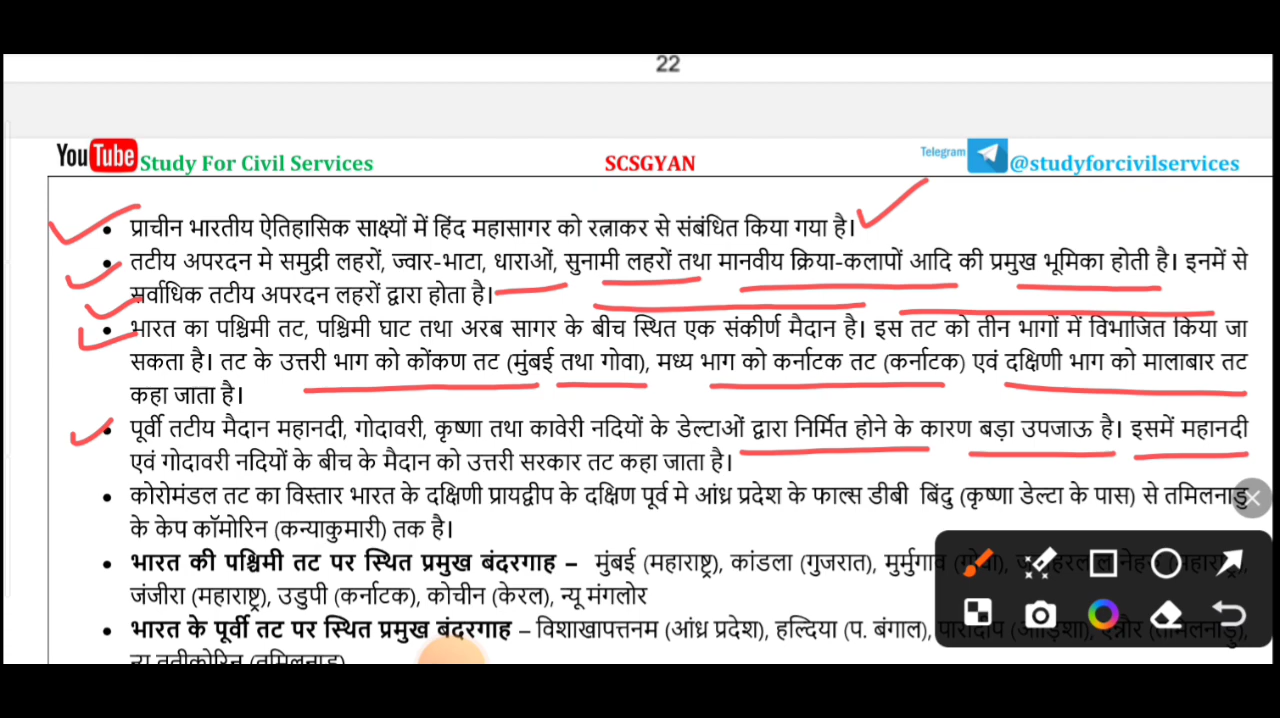 22
YouTube Study For Civil Services SCSGYAN Telegram @studyforcivilservices
• प्राचीन भारतीय ऐतिहासिक साक्ष्यों में हिंद महासागर को रत्नाकर से संबंधित किया गया है।
• तटीय अपरदन मे समुद्री लहरों, ज्वार-भाटा, धाराओं, सुनामी लहरों तथा मानवीय क्रिया-कलापों आदि की प्रमुख भूमिका होती है। इनमें से
सर्वाधिक तटीय अपरदन लहरों द्वारा होता है।
• भारत का पश्चिमी तट, पश्चिमी घाट तथा अरब सागर के बीच स्थित एक संकीर्ण मैदान है। इस तट को तीन भागों में विभाजित किया जा
सकता है। तट के उत्तरी भाग को कोंकण तट (मुंबई तथा गोवा), मध्य भाग को कर्नाटक तट (कर्नाटक) एवं दक्षिणी भाग को मालाबार तट
कहा जाता है।
• पूर्वी तटीय मैदान महानदी, गोदावरी, कृष्णा तथा कावेरी नदियों के डेल्टाओं द्वारा निर्मित होने के कारण बड़ा उपजाऊ है। इसमें महानदी
एवं गोदावरी नदियों के बीच के मैदान को उत्तरी सरकार तट कहा जाता है।
• कोरोमंडल तट का विस्तार भारत के दक्षिणी प्रायद्वीप के दक्षिण पूर्व मे आंध्र प्रदेश के फाल्स डीबी बिंदु (कृष्णा डेल्टा के पास) से तमिलनाडु
के केप कॉमोरिन (कन्याकुमारी) तक है।
• भारत की पश्चिमी तट पर स्थित प्रमुख बंदरगाह – मुंबई (महाराष्ट्र), कांडला (गुजरात), मुर्मुगाव (गोवा),
जंजीरा (महाराष्ट्र), उडुपी (कर्नाटक), कोचीन (केरल), न्यू मंगलोर
• भारत के पूर्वी तट पर स्थित प्रमुख बंदरगाह – विशाखापत्तनम (आंध्र प्रदेश), हल्दिया (प. बंगाल),